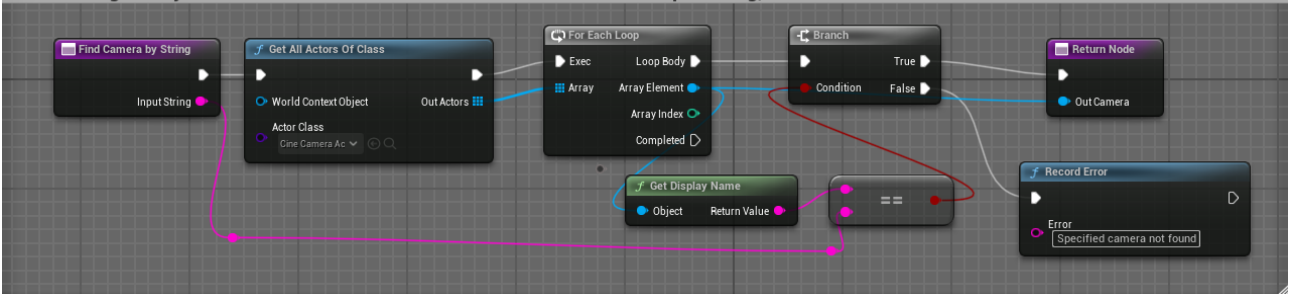 Find Camera by String
Input String
f Get All Actors Of Class
World Context Object
Out Actors
Actor Class
Cine Camera Ac
For Each Loop
Exec
Loop Body
Array
Array Element
Array Index
Completed
Branch
True
Condition
False
Return Node
Out Camera
f Get Display Name
Object
Return Value
==
f Record Error
Error
Specified camera not found